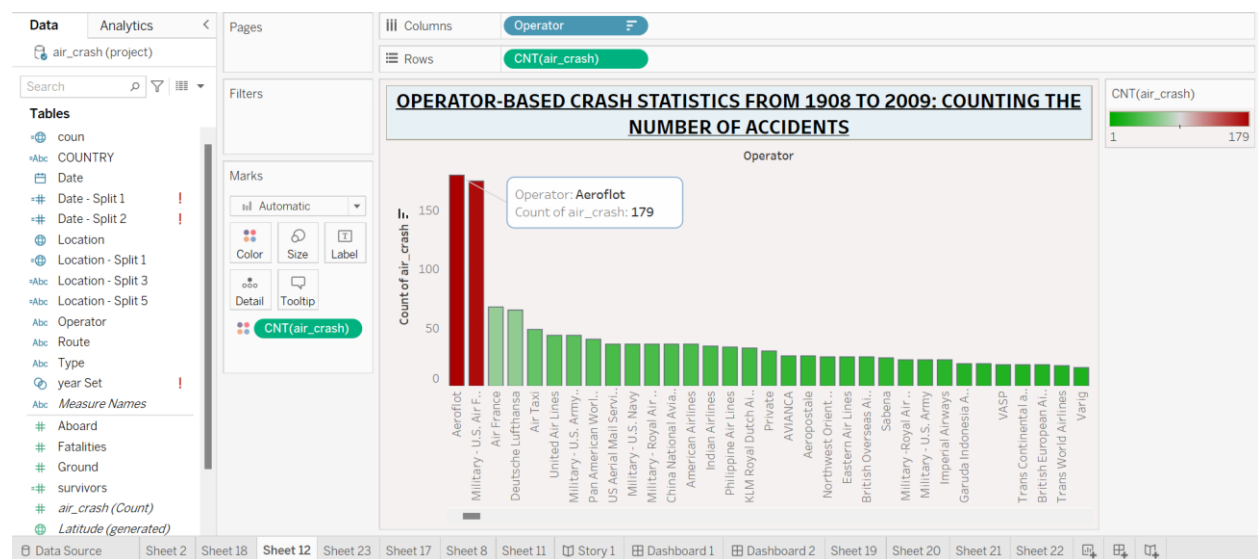 Data
Analytics
air_crash (project)
Search
Tables
coun
Abc COUNTRY
Date
Date - Split 1 !
Date - Split 2 !
Location
Location - Split 1
Abc Location - Split 3
Abc Location - Split 5
Abc Operator
Abc Route
Abc Type
year Set !
Abc Measure Names
# Aboard
# Fatalities
# Ground
# survivors
# air_crash (Count)
Latitude (generated)
Pages
Filters
Marks
Automatic
Color Size Label
Detail Tooltip
CNT(air_crash)
Columns Operator
Rows CNT(air_crash)
OPERATOR-BASED CRASH STATISTICS FROM 1908 TO 2009: COUNTING THE
NUMBER OF ACCIDENTS
Operator
Count of air_crash
150
100
50
0
Operator: Aeroflot
Count of air_crash: 179
Aeroflot
Military - U.S. Air F..
Air France
Deutsche Lufthansa
Air Taxi
United Air Lines
Military - U.S. Army..
Pan American Worl..
US Aerial Mail Servi..
Military - U.S. Navy
Military - Royal Air ..
China National Avia..
American Airlines
Indian Airlines
Philippine Air Lines
KLM Royal Dutch Ai..
Private
AVIANCA
Aeropostale
Northwest Orient..
Eastern Air Lines
British Overseas Ai..
Sabena
Military -Royal Air ..
Military - U.S. Army
Imperial Airways
Garuda Indonesia A..
VASP
Trans Continental a..
British European Ai..
Trans World Airlines
Varig
CNT(air_crash)
1 179
Data Source Sheet 2 Sheet 18 Sheet 12 Sheet 23 Sheet 17 Sheet 8 Sheet 11 Story 1 Dashboard 1 Dashboard 2 Sheet 19 Sheet 20 Sheet 21 Sheet 22